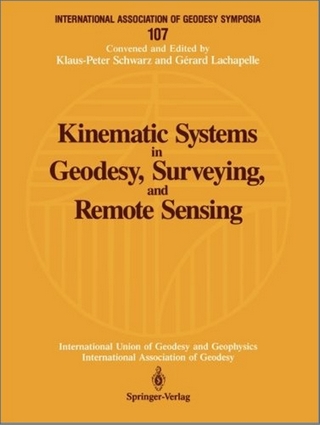 INTERNATIONAL ASSOCIATION OF GEODESY SYMPOSIA
107
Convened and Edited by
Klaus-Peter Schwarz and Gérard Lachapelle
Kinematic Systems
in
Geodesy, Surveying,
and
Remote Sensing
International Union of Geodesy and Geophysics
International Association of Geodesy
Springer-Verlag